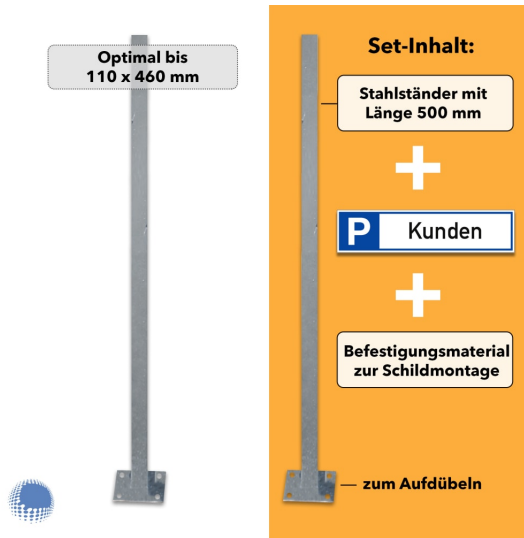 Optimal bis
110 x 460 mm
Set-Inhalt:
Stahlständer mit
Länge 500 mm
+
P Kunden
+
Befestigungsmaterial
zur Schildmontage
zum Aufdübeln